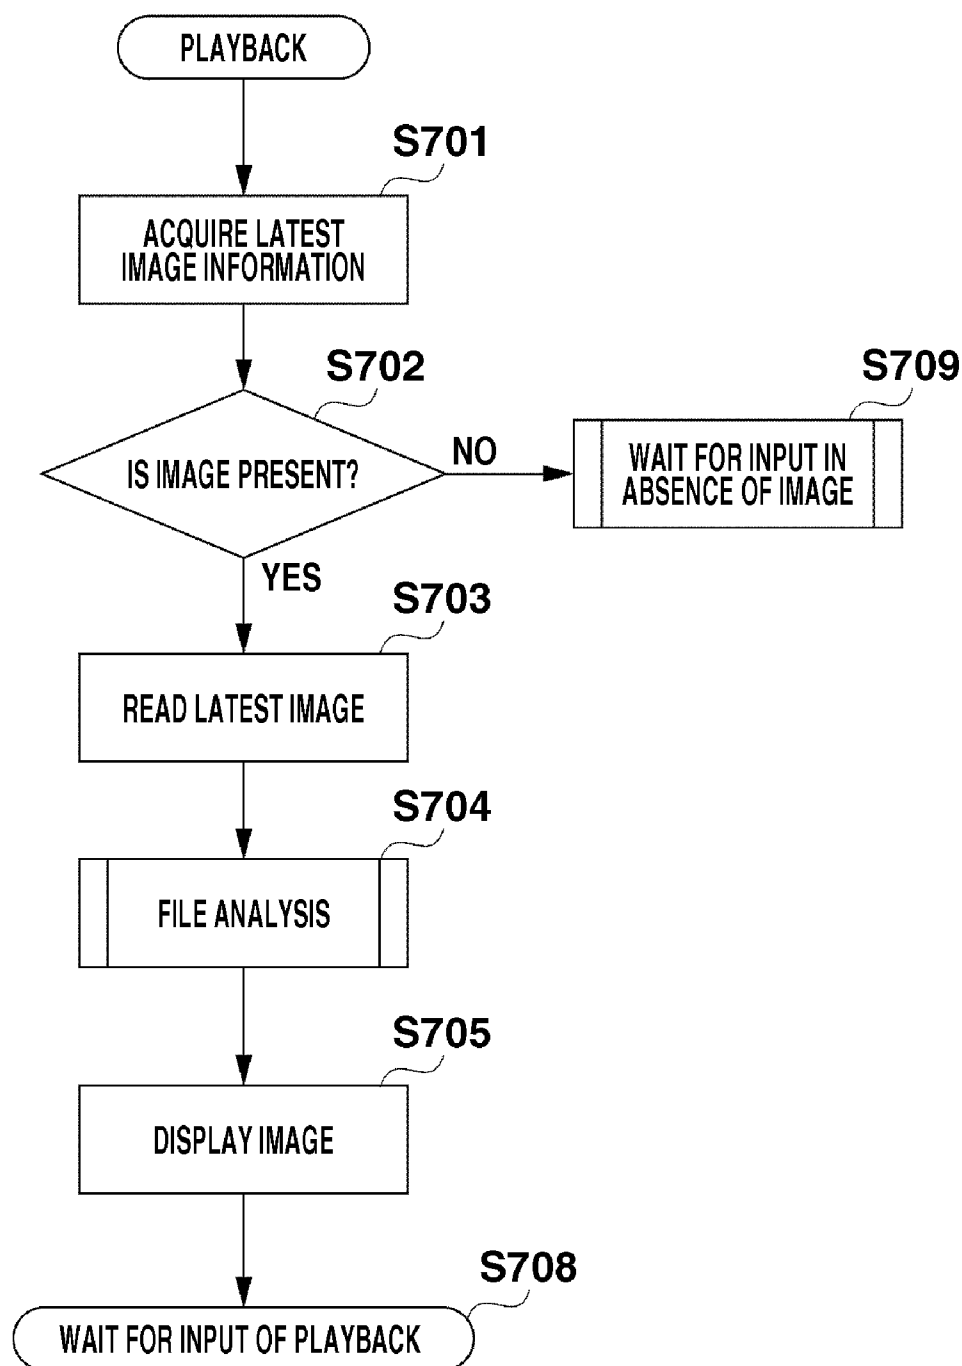 PLAYBACK
S701
ACQUIRE LATEST
IMAGE INFORMATION
S702
IS IMAGE PRESENT?
NO
S709
WAIT FOR INPUT IN
ABSENCE OF IMAGE
YES
S703
READ LATEST IMAGE
S704
FILE ANALYSIS
S705
DISPLAY IMAGE
S708
WAIT FOR INPUT OF PLAYBACK